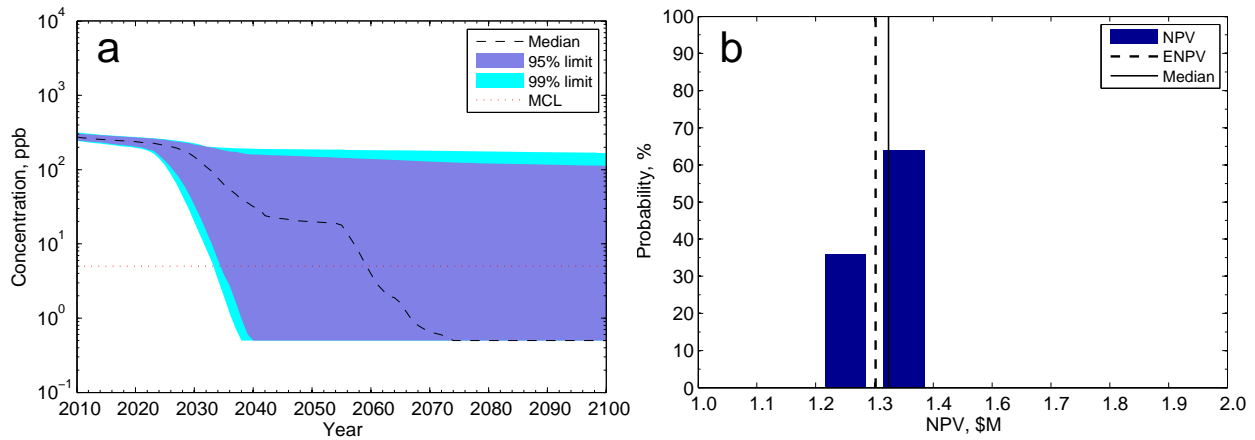 a
10^4
10^3
10^2
10^1
10^0
10^-1
Concentration, ppb
2010 2020 2030 2040 2050 2060 2070 2080 2090 2100
Year
Median
95% limit
99% limit
MCL
b
100
90
80
70
60
50
40
30
20
10
0
Probability, %
1.0 1.1 1.2 1.3 1.4 1.5 1.6 1.7 1.8 1.9 2.0
NPV, $M
NPV
ENPV
Median